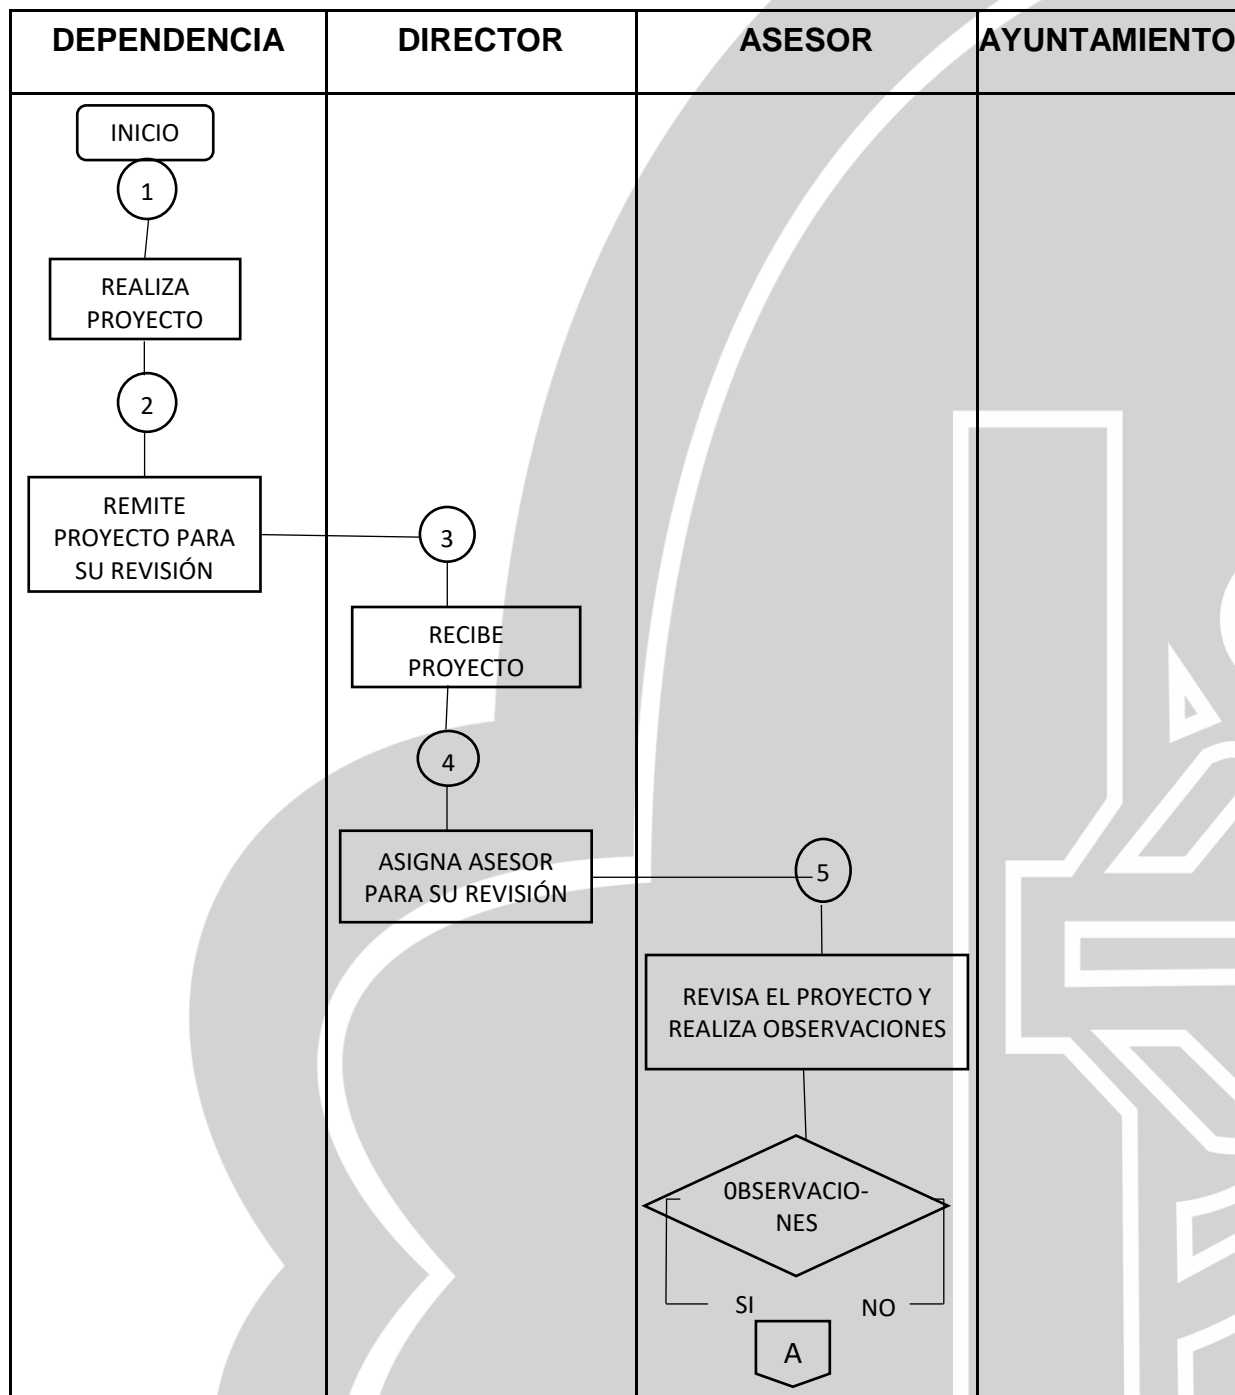 DEPENDENCIA
DIRECTOR
ASESOR
AYUNTAMIENTO
INICIO
1
REALIZA
PROYECTO
2
REMITE
PROYECTO PARA
SU REVISIÓN
3
RECIBE
PROYECTO
4
ASIGNA ASESOR
PARA SU REVISIÓN
5
REVISA EL PROYECTO Y
REALIZA OBSERVACIONES
0BSERVACIO-
NES
SI
NO
A